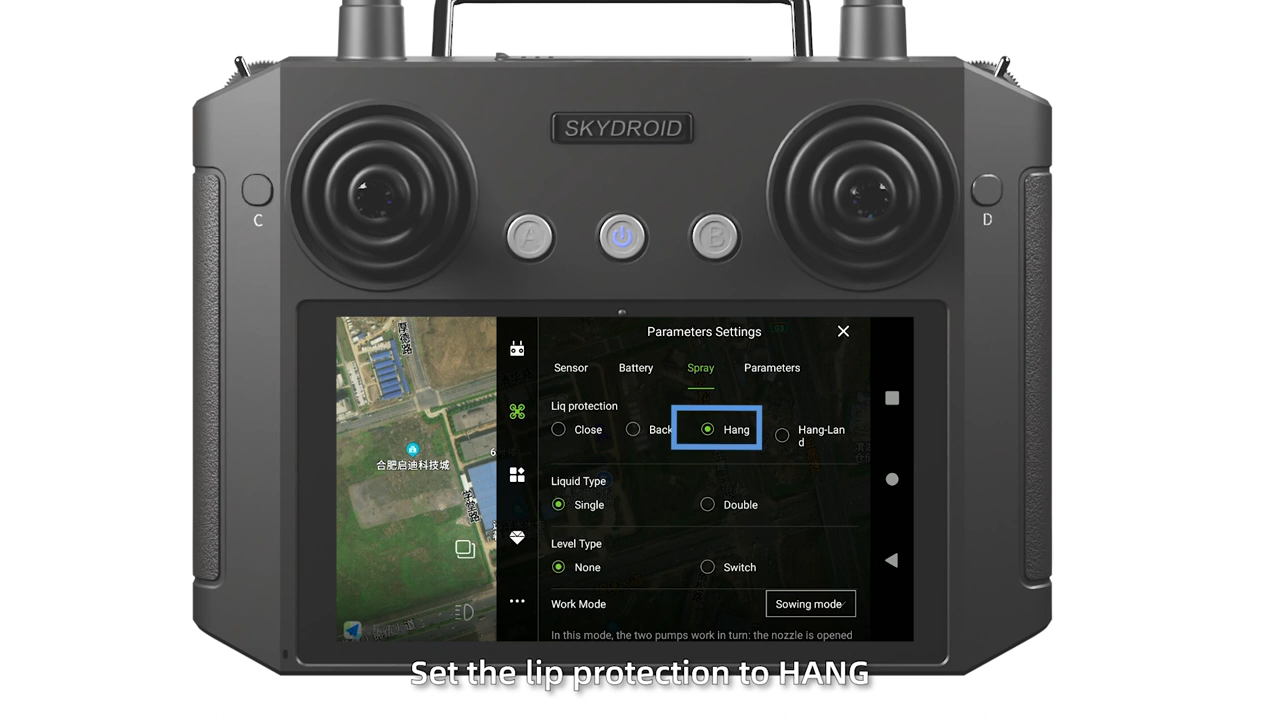 SKYDROID
C
D
A
B
Parameters Settings
Sensor
Battery
Spray
Parameters
Liq protection
Close
Back
Hang
Hang-Lan
d
Liquid Type
Single
Double
Level Type
None
Switch
Work Mode
Sowing mode
In this mode, the two pumps work in turn: the nozzle is opened
合肥启迪科技城
Set the lip protection to HANG